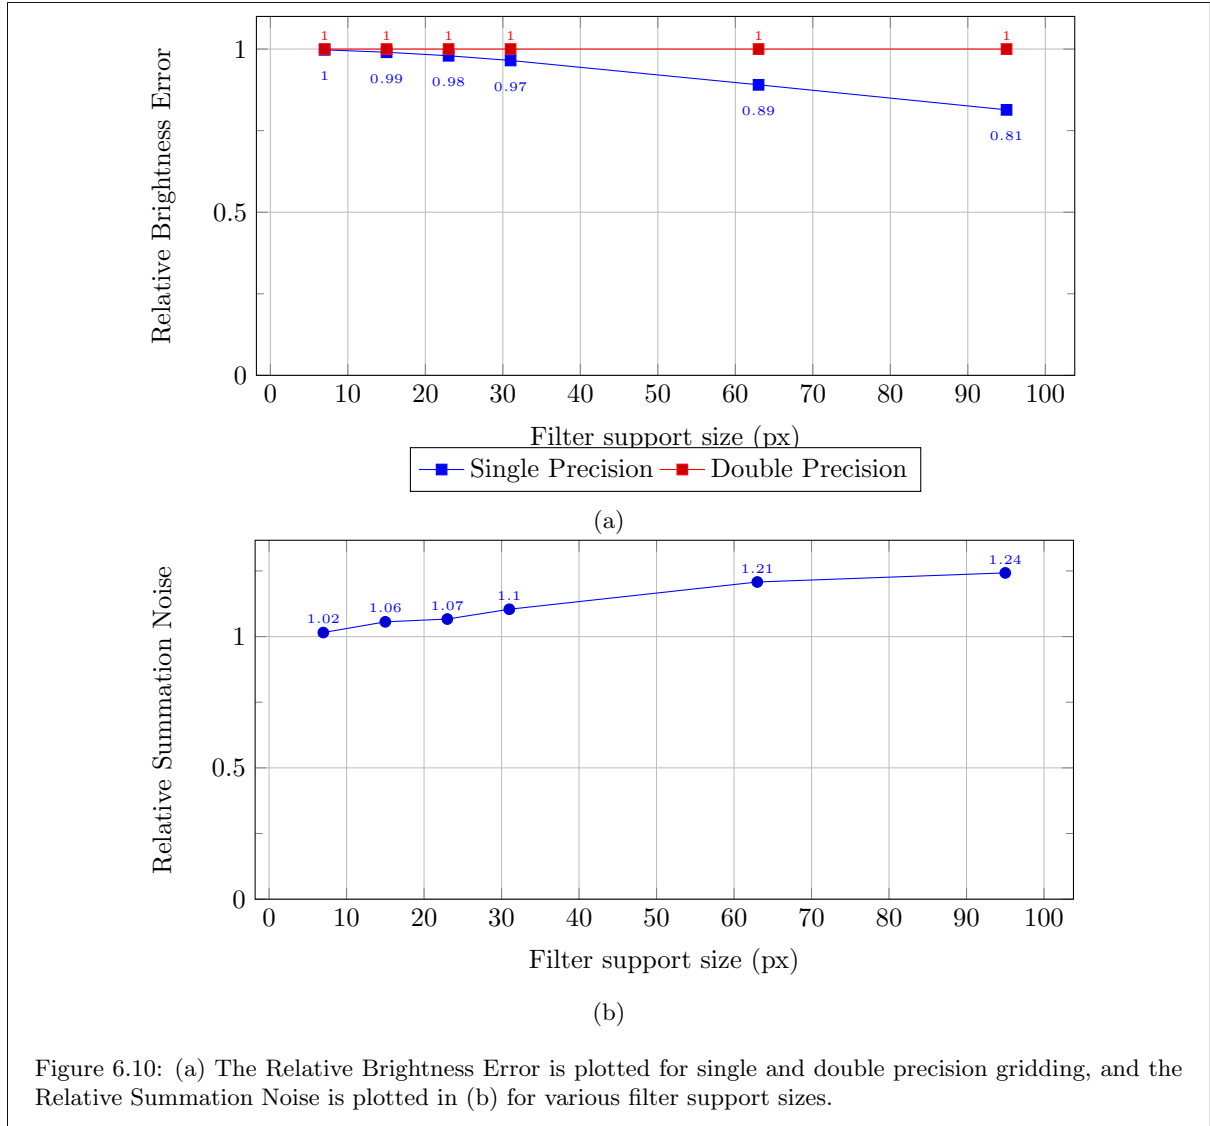 Relative Brightness Error
1 1 1 1 1 1
1 0.99 0.98 0.97 0.89 0.81
1
0.5
0
0 10 20 30 40 50 60 70 80 90 100
Filter support size (px)
Single Precision Double Precision
(a)
Relative Summation Noise
1.02 1.06 1.07 1.1 1.21 1.24
1
0.5
0
0 10 20 30 40 50 60 70 80 90 100
Filter support size (px)
(b)
Figure 6.10: (a) The Relative Brightness Error is plotted for single and double precision gridding, and the
Relative Summation Noise is plotted in (b) for various filter support sizes.